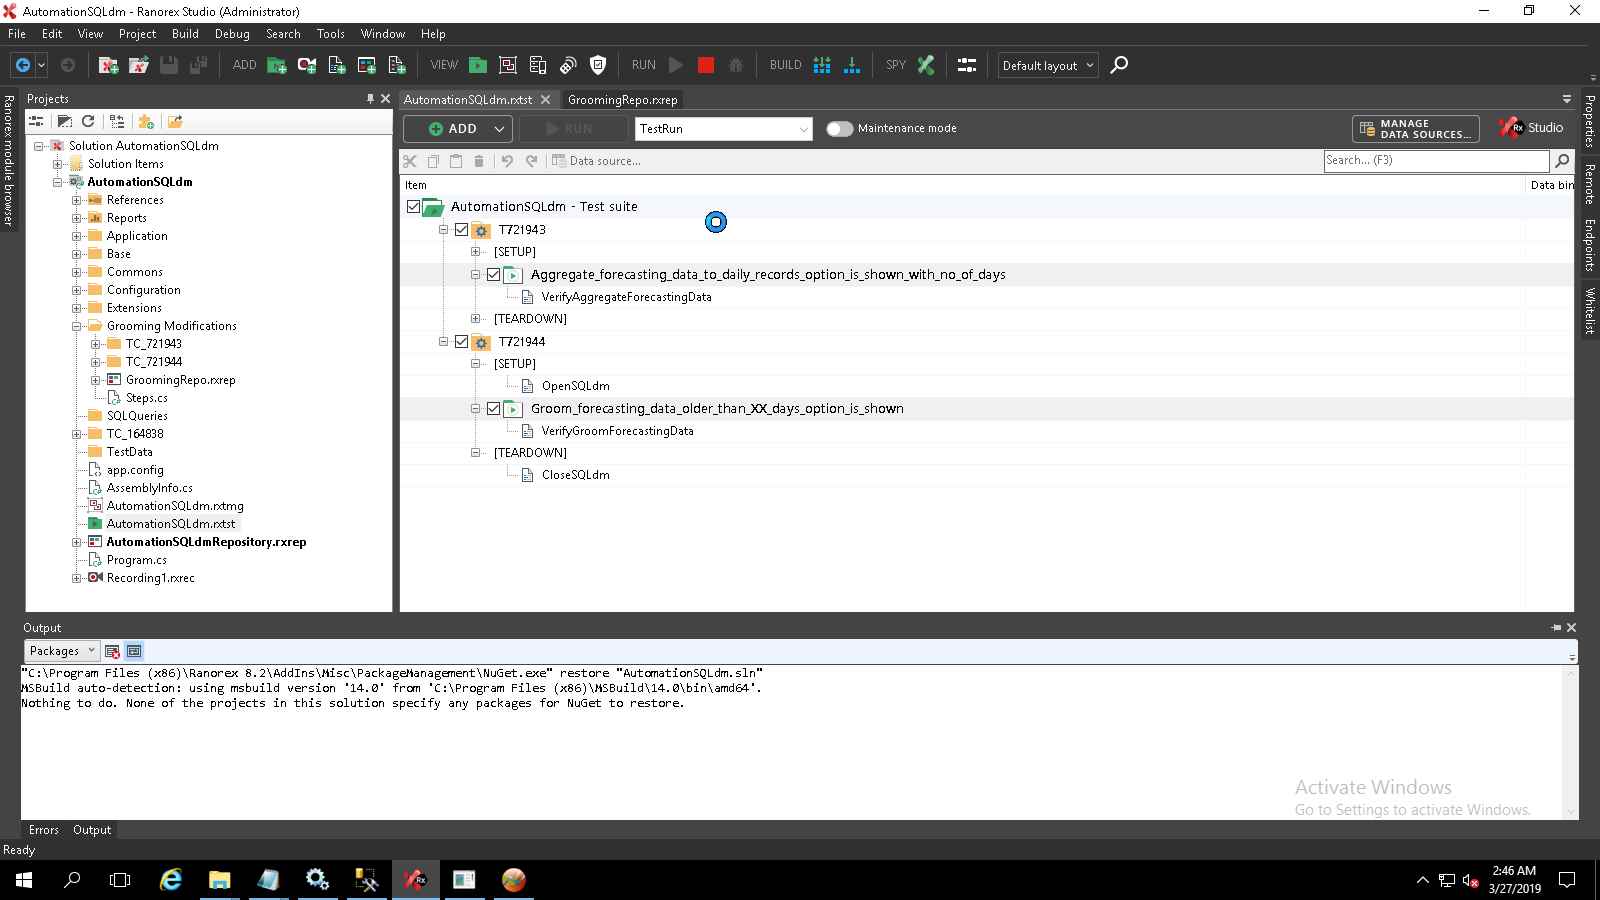 AutomationSQLdm - Ranorex Studio (Administrator)
File Edit View Project Build Debug Search Tools Window Help
ADD VIEW RUN BUILD SPY Default layout
Ranorex module browser
Projects
Solution AutomationSQLdm
Solution Items
AutomationSQLdm
References
Reports
Application
Base
Commons
Configuration
Extensions
Grooming Modifications
TC_721943
TC_721944
GroomingRepo.rxrep
Steps.cs
SQLQueries
TC_164838
TestData
app.config
AssemblyInfo.cs
AutomationSQLdm.rxtmg
AutomationSQLdm.rxtst
AutomationSQLdmRepository.rxrep
Program.cs
Recording1.rxrec
AutomationSQLdm.rxtst GroomingRepo.rxrep
ADD RUN TestRun Maintenance mode MANAGE
DATA SOURCES... Rx Studio
Data source... Search... (F3)
Item Data bin
AutomationSQLdm - Test suite
T721943
[SETUP]
Aggregate_forecasting_data_to_daily_records_option_is_shown_with_no_of_days
VerifyAggregateForecastingData
[TEARDOWN]
T721944
[SETUP]
OpenSQLdm
Groom_forecasting_data_older_than_XX_days_option_is_shown
VerifyGroomForecastingData
[TEARDOWN]
CloseSQLdm
Properties
Remote Endpoints
Whitelist
Output
Packages
"C:\Program Files (x86)\Ranorex 8.2\AddIns\Misc\PackageManagement\NuGet.exe" restore "AutomationSQLdm.sln"
MSBuild auto-detection: using msbuild version '14.0' from 'C:\Program Files (x86)\MSBuild\14.0\bin\amd64'.
Nothing to do. None of the projects in this solution specify any packages for NuGet to restore.
Activate Windows
Go to Settings to activate Windows.
Errors Output
Ready
Rx
2:46 AM
3/27/2019